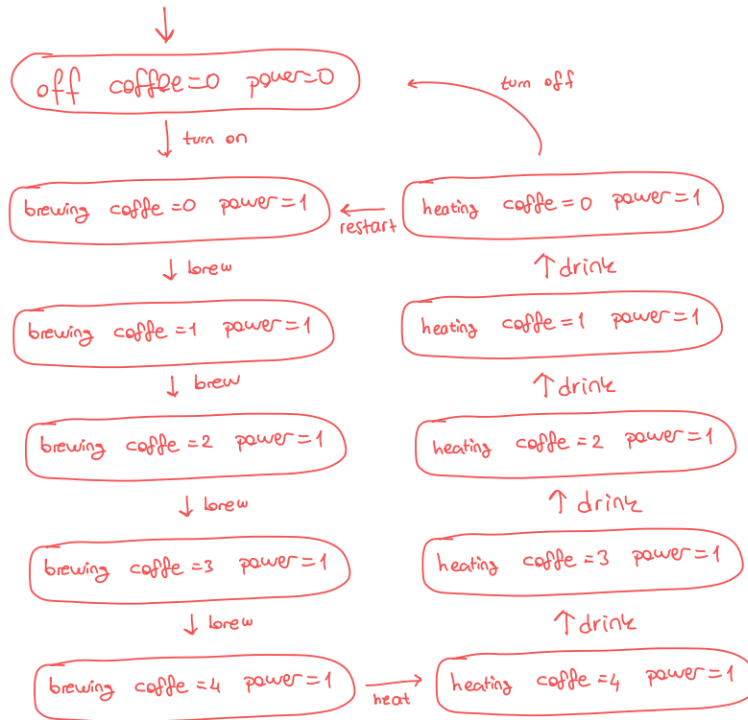 off coffee=0 power=0
turn off
turn on
brewing coffe=0 power=1
restart
heating coffe=0 power=1
brew
drink
brewing coffe=1 power=1
heating coffe=1 power=1
brew
drink
brewing coffe=2 power=1
heating coffe=2 power=1
brew
drink
brewing coffe=3 power=1
heating coffe=3 power=1
brew
drink
brewing coffe=4 power=1
heat
heating coffe=4 power=1